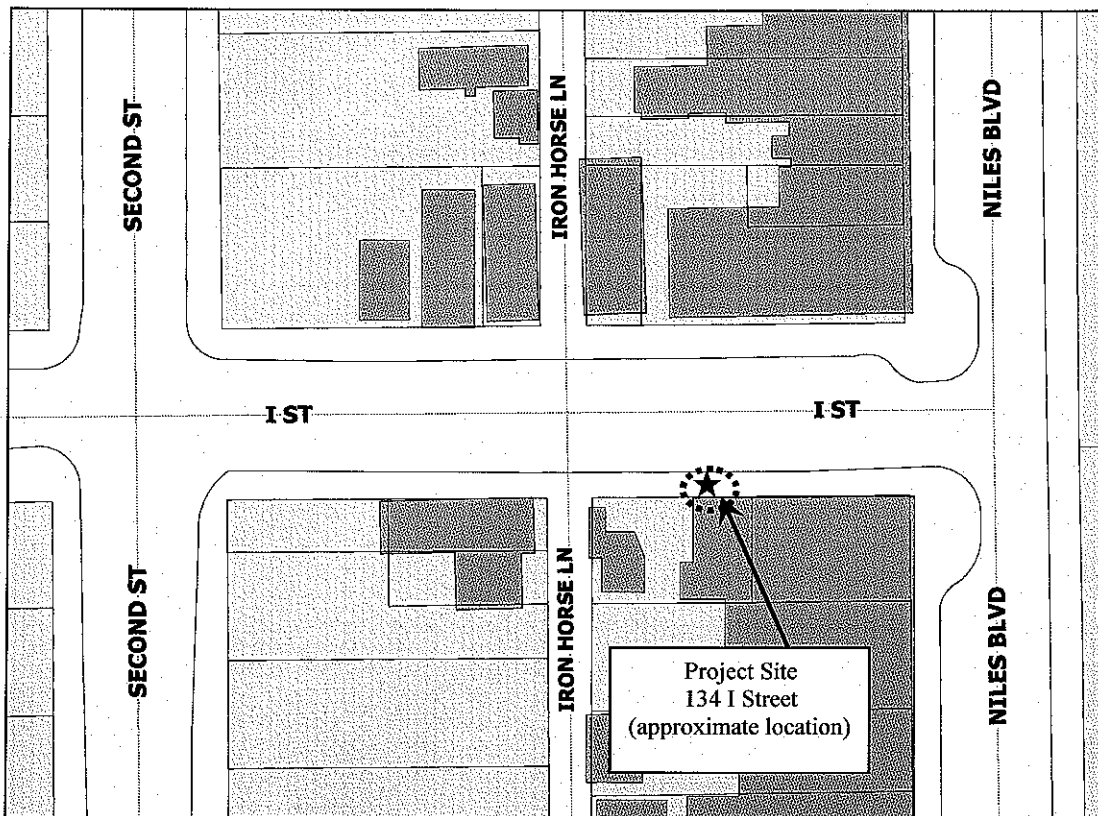 SECOND ST
IRON HORSE LN
NILES BLVD
I ST
I ST
SECOND ST
IRON HORSE LN
NILES BLVD
Project Site
134 I Street
(approximate location)